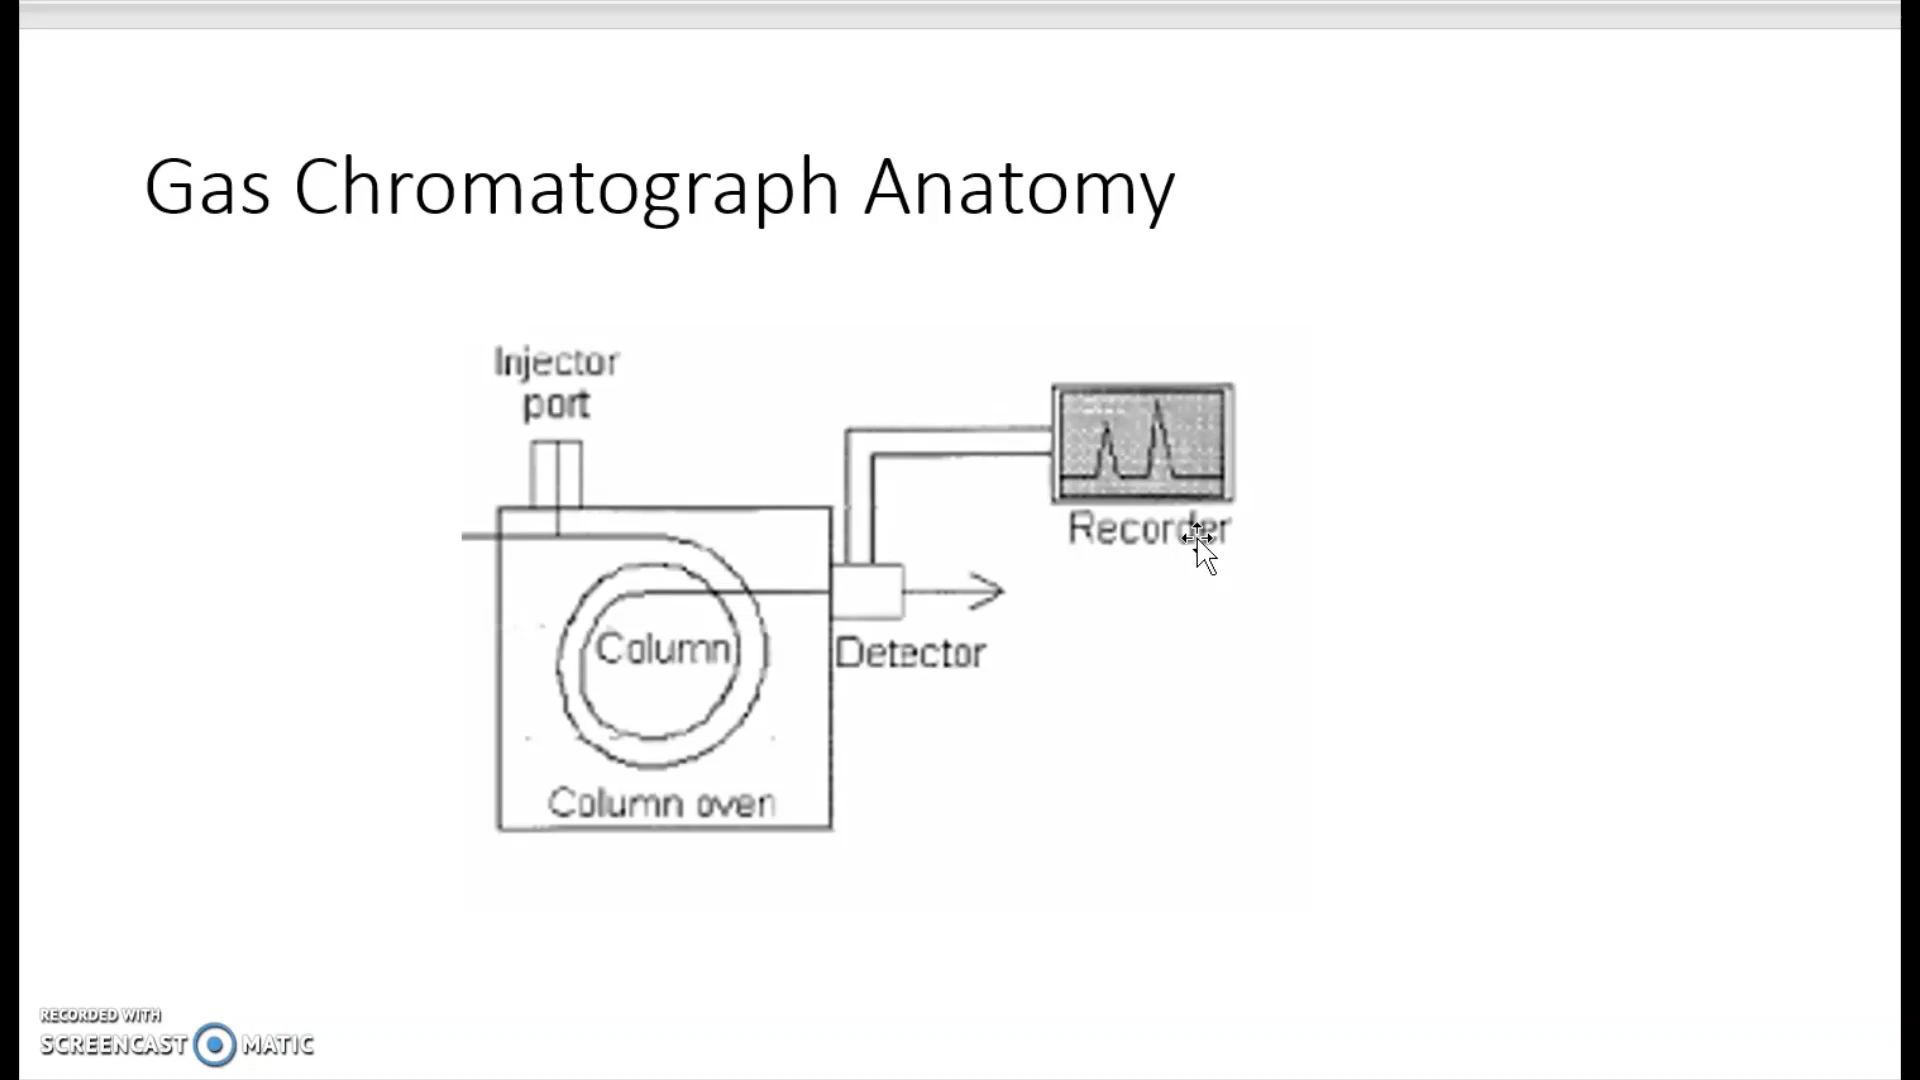 Gas Chromatograph Anatomy
Injector
port
Recorder
Column
Detector
Column oven
RECORDED WITH
SCREENCAST MATIC